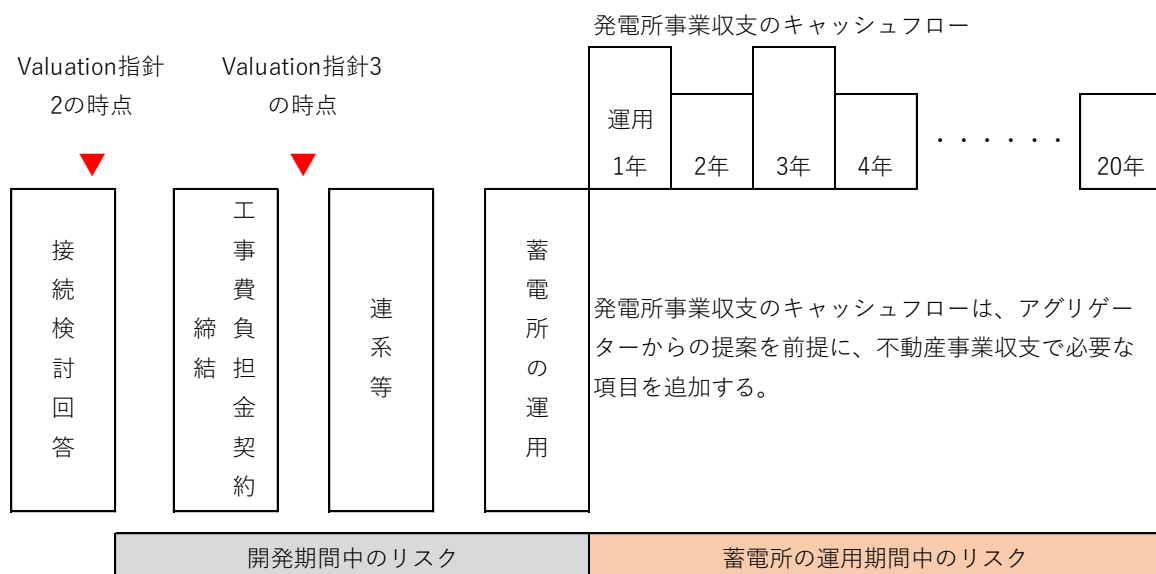 発電所事業収支のキャッシュフロー
Valuation指針
2の時点
Valuation指針3
の時点
運用
1年
2年
3年
4年
・・・・・・
20年
接続検討回答
工事費負担金契約
締結
連系等
蓄電所の運用
発電所事業収支のキャッシュフローは、アグリゲー
ターからの提案を前提に、不動産事業収支で必要な
項目を追加する。
開発期間中のリスク
蓄電所の運用期間中のリスク